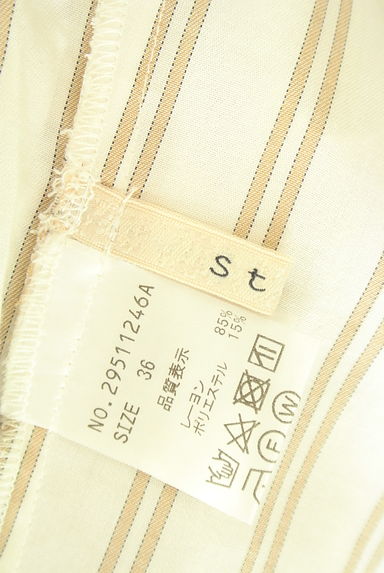 St
NO. 29511246A
SIZE 36
品質表示
レーヨン 85%
ポリエステル 15%
F W